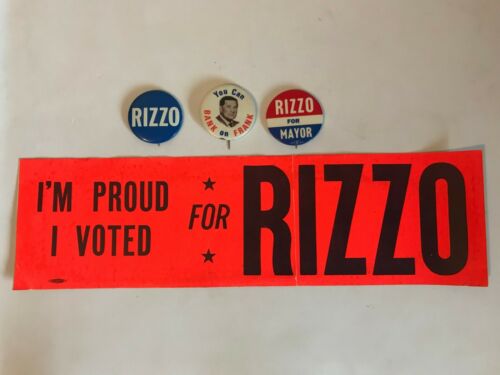 RIZZO
You Can
BANK on FRANK
RIZZO
FOR
MAYOR
I'M PROUD
I VOTED
FOR
RIZZO